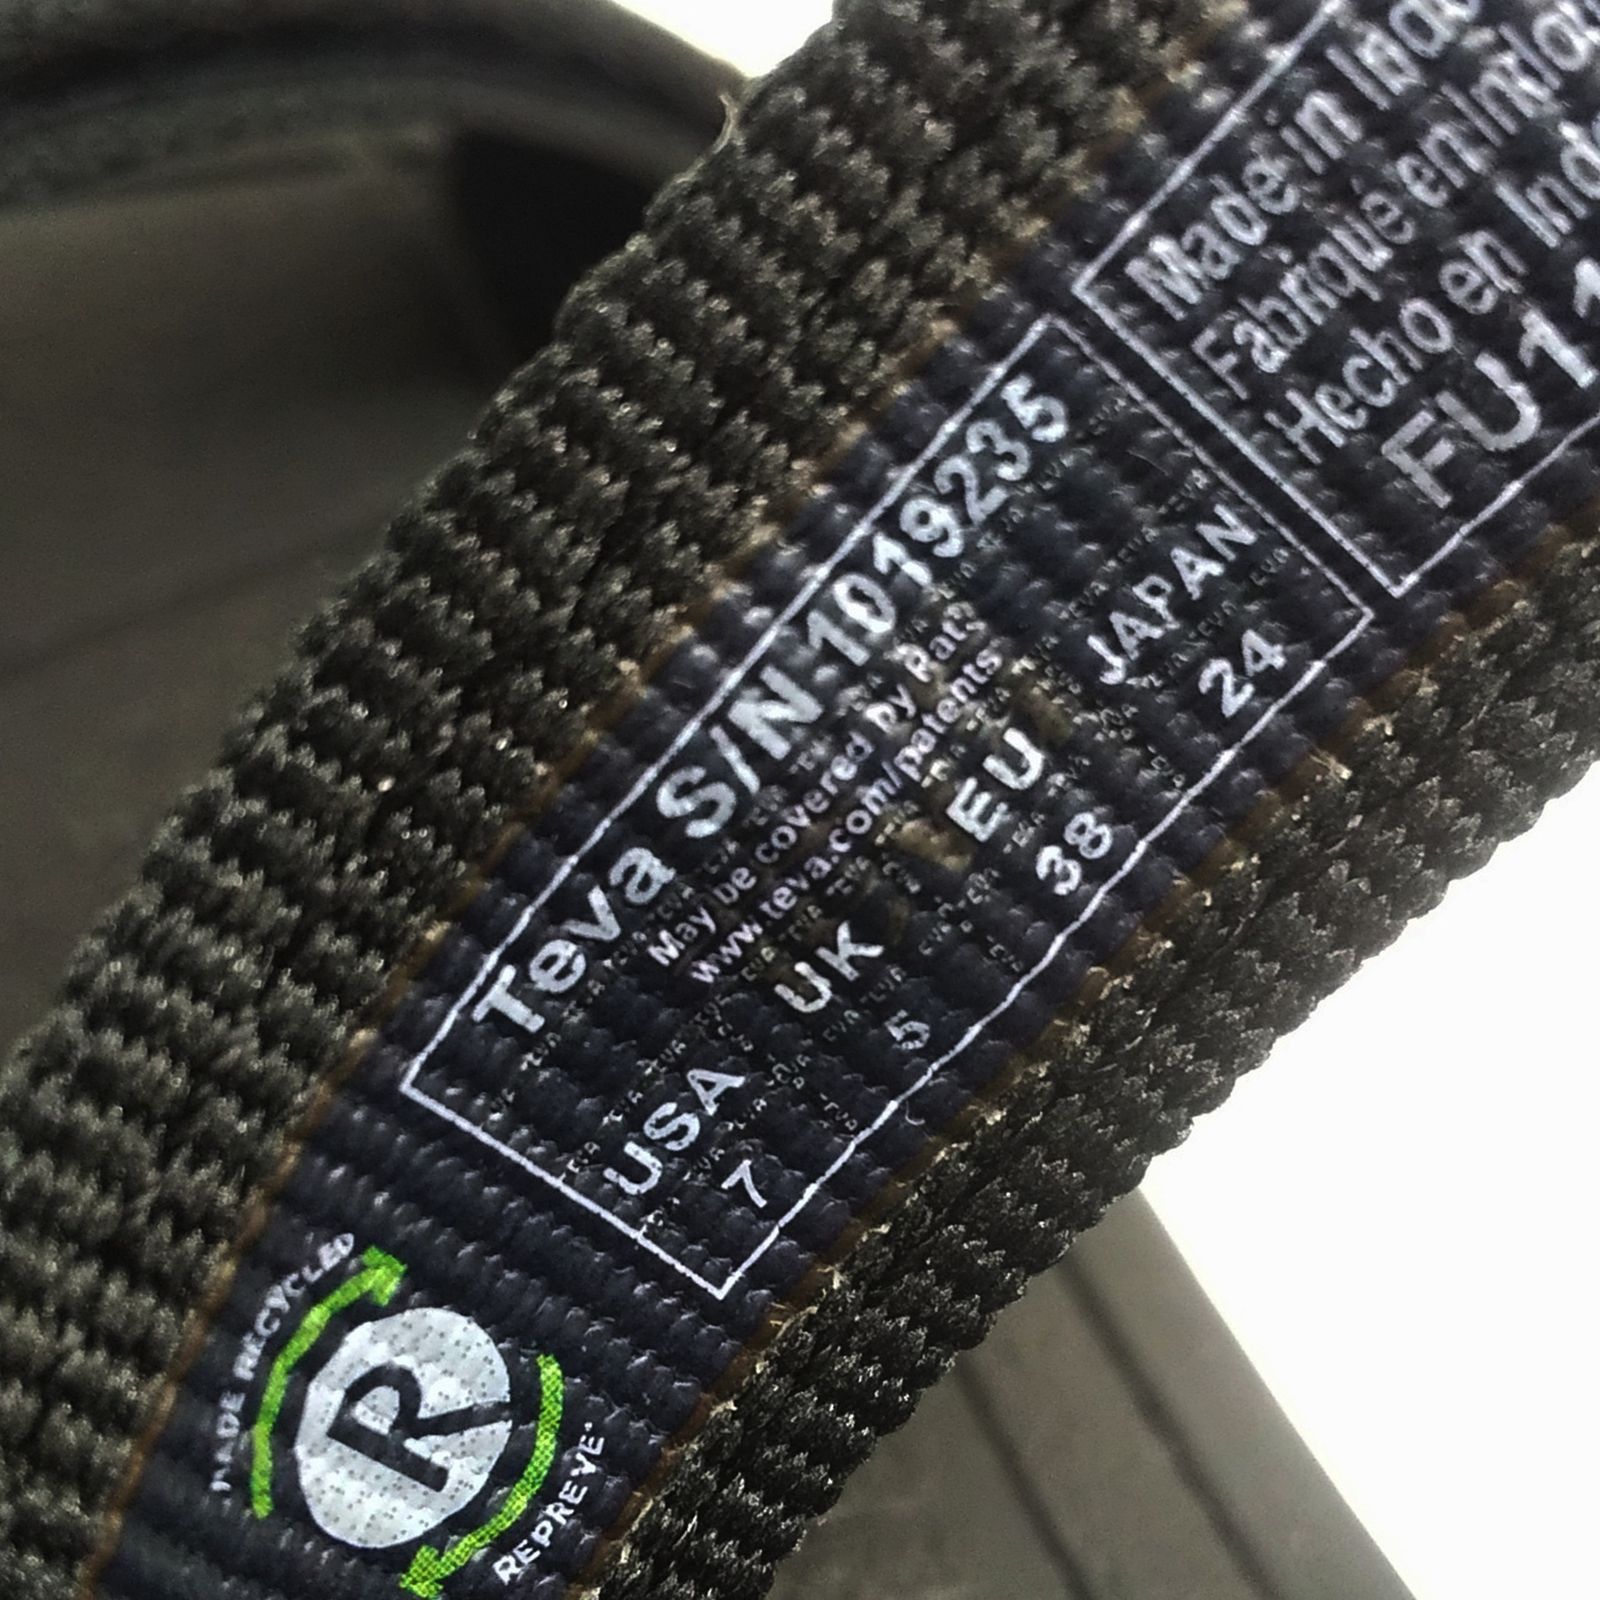 Made in
Fabriqué en
Hecho en
Teva S/N 1019235
May be covered by Pat.
www.teva.com/patents
USA UK EU JAPAN
7 5 38 24
MADE RECYCLED
R
REPREVE